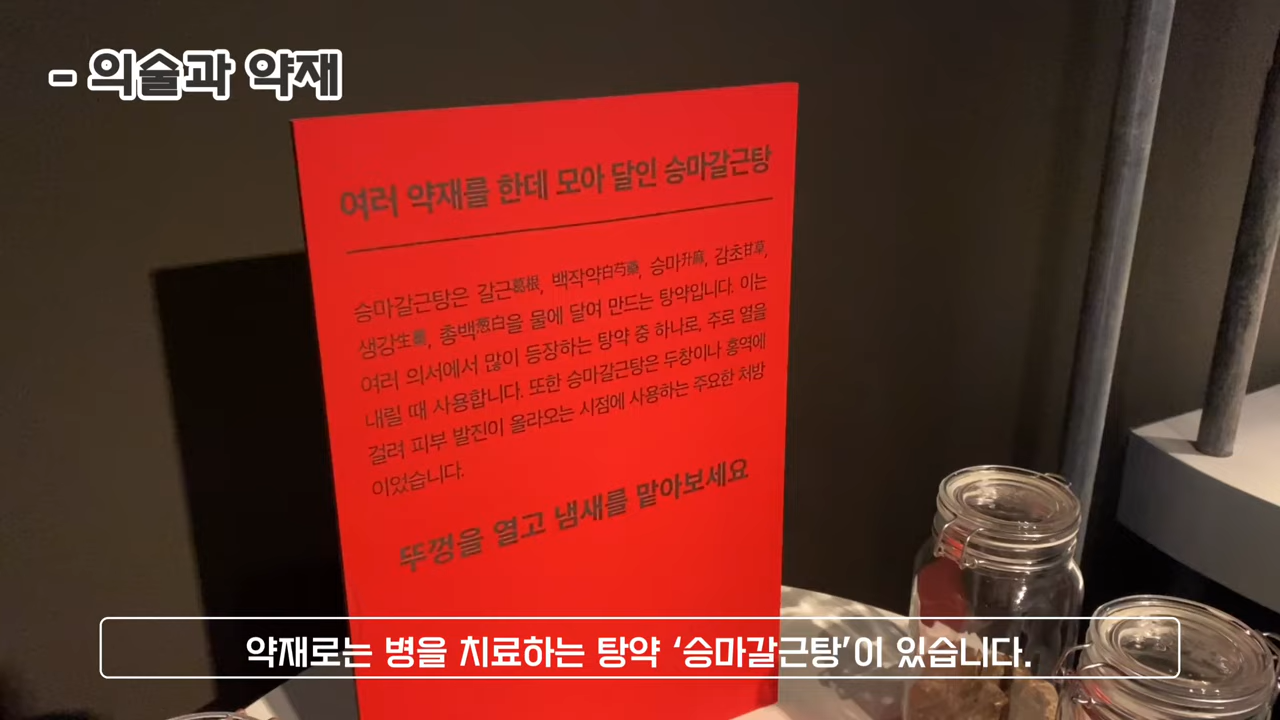 - 의술과 약재
여러 약재를 한데 모아 달인 승마갈근탕
승마갈근탕은 갈근葛根, 백작약白芍藥, 승마升麻, 감초甘草,
생강生薑, 총백葱白을 물에 달여 만드는 탕약입니다. 이는
여러 의서에서 많이 등장하는 탕약 중 하나로, 주로 열을
내릴 때 사용합니다. 또한 승마갈근탕은 두창이나 홍역에
걸려 피부 발진이 올라오는 시점에 사용하는 주요한 처방
이었습니다.
뚜껑을 열고 냄새를 맡아보세요
약재로는 병을 치료하는 탕약 ‘승마갈근탕’이 있습니다.